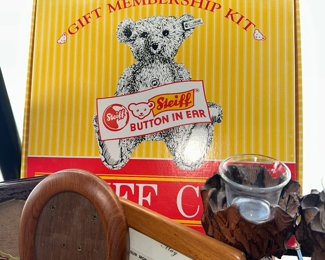 GIFT MEMBERSHIP KIT
Steiff
Steiff
BUTTON IN EAR